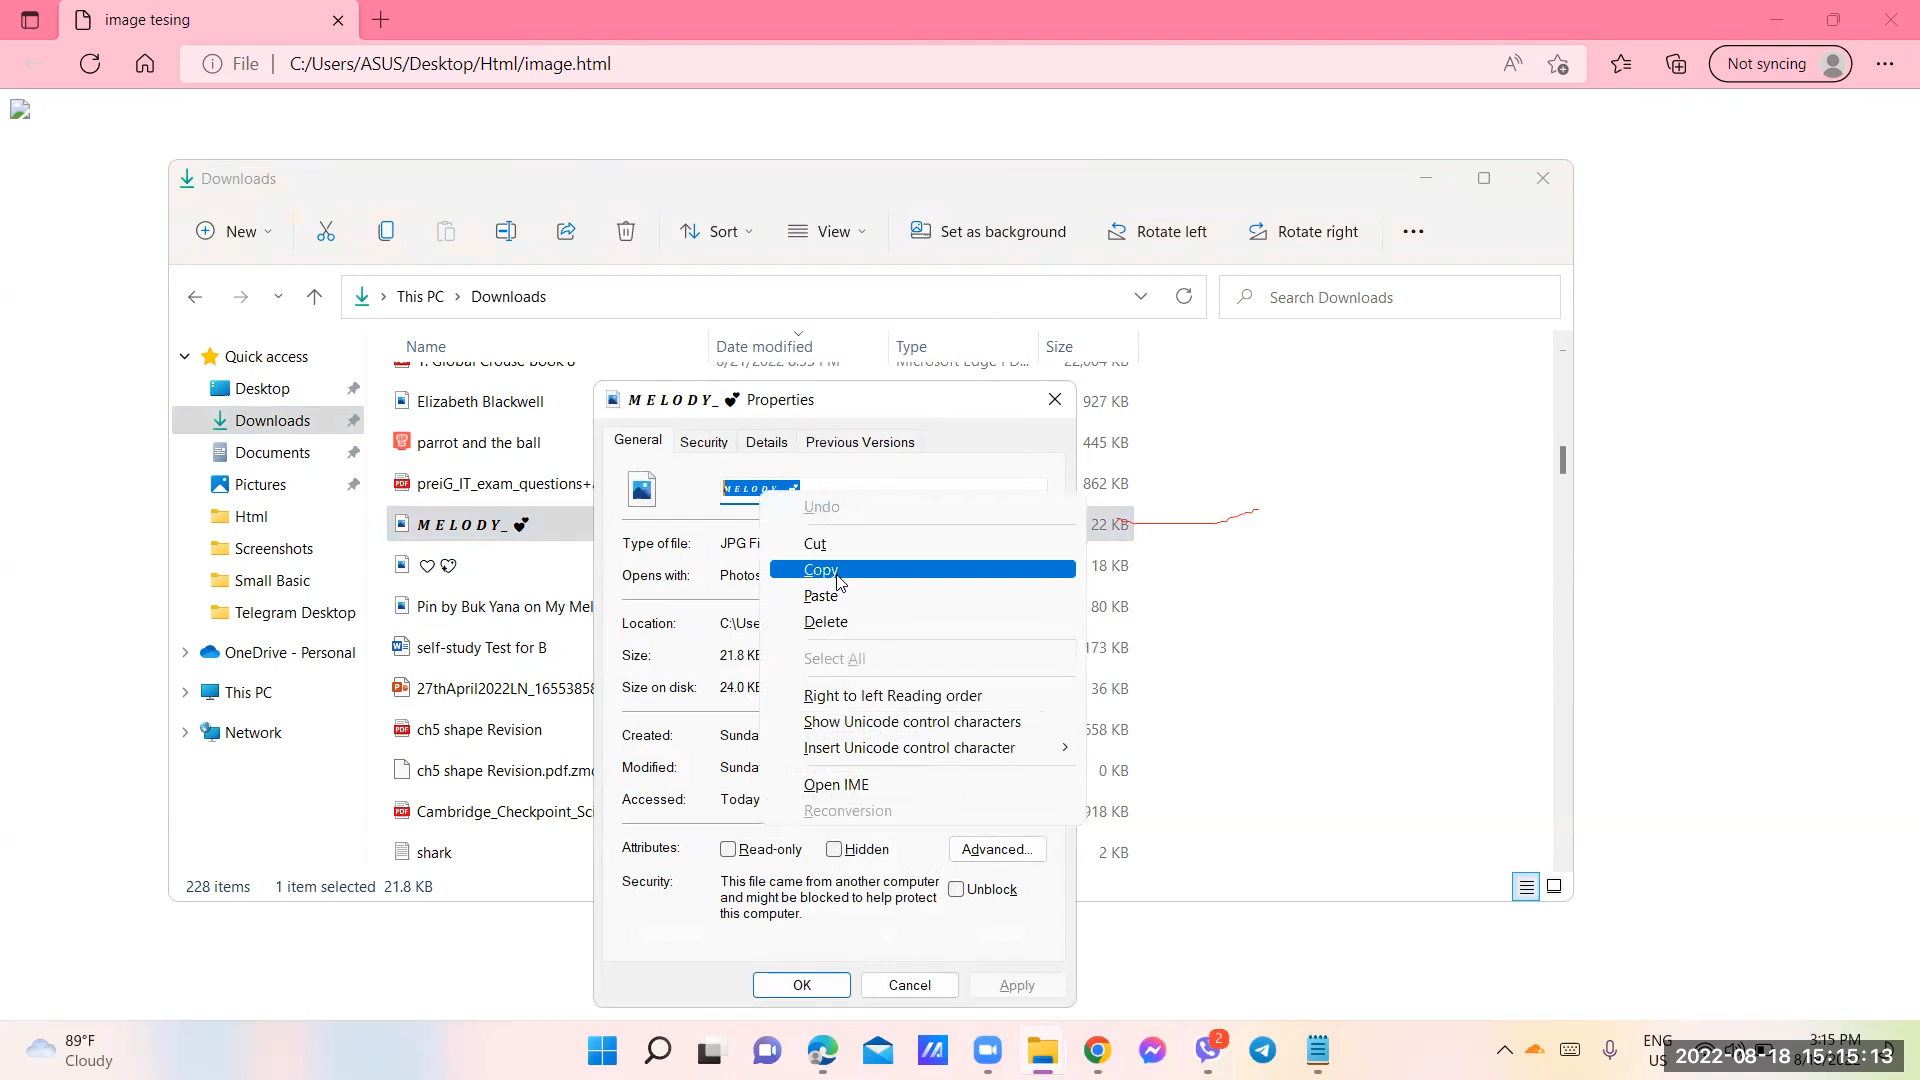 image tesing
File
C:/Users/ASUS/Desktop/Html/image.html
Not syncing
Downloads
New
Sort
View
Set as background
Rotate left
Rotate right
This PC
Downloads
Search Downloads
Name
Date modified
Type
Size
Quick access
Desktop
Downloads
Documents
Pictures
Html
Screenshots
Small Basic
Telegram Desktop
OneDrive - Personal
This PC
Network
Elizabeth Blackwell
927 KB
parrot and the ball
445 KB
preiG_IT_exam_questions+
862 KB
𝑴 𝑬 𝑳 𝑶 𝑫 𝒀_ 💕
22 KB
♡ 💞
18 KB
Pin by Buk Yana on My Mel
80 KB
self-study Test for B
173 KB
27thApril2022LN_16553858
36 KB
ch5 shape Revision
558 KB
ch5 shape Revision.pdf.zm
0 KB
Cambridge_Checkpoint_Sc
918 KB
shark
2 KB
228 items
1 item selected 21.8 KB
𝑴 𝑬 𝑳 𝑶 𝑫 𝒀_ 💕 Properties
General
Security
Details
Previous Versions
𝑴 𝑬 𝑳 𝑶 𝑫 𝒀_ 💕
Type of file:
JPG Fi
Opens with:
Photos
Location:
C:\Use
Size:
21.8 KB
Size on disk:
24.0 KB
Created:
Sunda
Modified:
Sunda
Accessed:
Today
Attributes:
Read-only
Hidden
Advanced...
Security:
This file came from another computer
and might be blocked to help protect
this computer.
Unblock
OK
Cancel
Apply
Undo
Cut
Copy
Paste
Delete
Select All
Right to left Reading order
Show Unicode control characters
Insert Unicode control character
Open IME
Reconversion
89°F
Cloudy
2
ENG
US
3:15 PM
2022-08-18 15:15:13